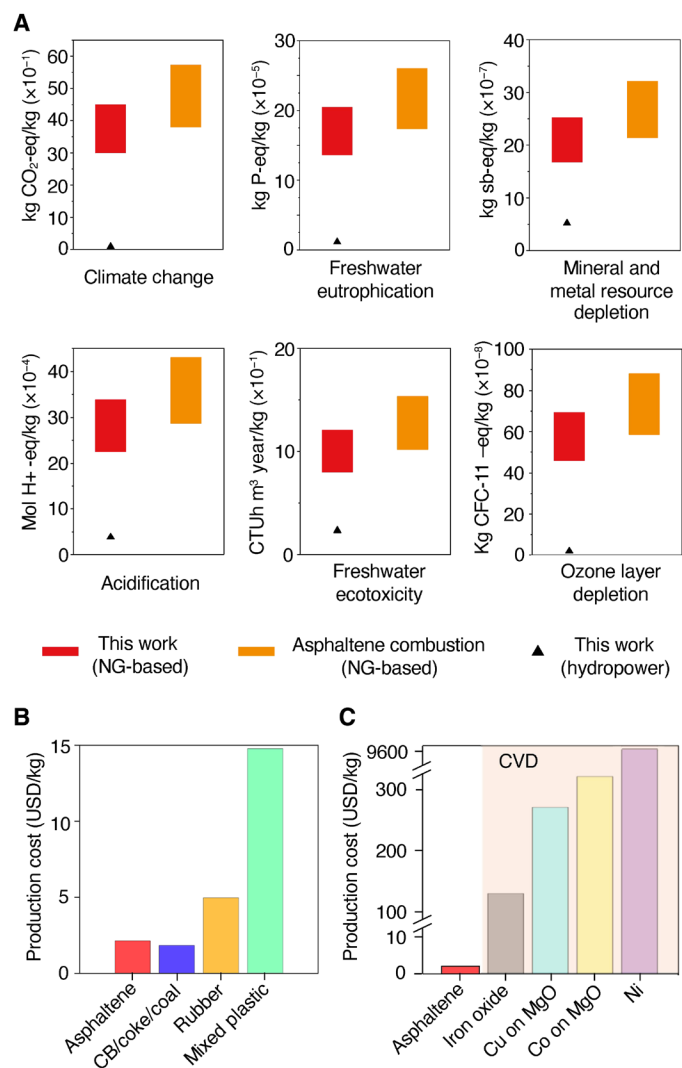 A
kg CO₂-eq/kg (×10⁻¹)
70
60
50
40
30
20
10
0
Climate change
kg P-eq/kg (×10⁻⁵)
30
25
20
15
10
5
0
Freshwater
eutrophication
kg sb-eq/kg (×10⁻⁷)
40
30
20
10
0
Mineral and
metal resource
depletion
Mol H+ -eq/kg (×10⁻⁴)
40
30
20
10
0
Acidification
CTUh m³ year/kg (×10⁻¹)
20
10
0
Freshwater
ecotoxicity
Kg CFC-11 –eq/kg (×10⁻⁸)
100
80
60
40
20
0
Ozone layer
depletion
This work
(NG-based)
Asphaltene combustion
(NG-based)
This work
(hydropower)
B
Production cost (USD/kg)
15
10
5
0
Asphaltene
CB/coke/coal
Rubber
Mixed plastic
C
Production cost (USD/kg)
9600
300
200
100
10
0
CVD
Asphaltene
Iron oxide
Cu on MgO
Co on MgO
Ni